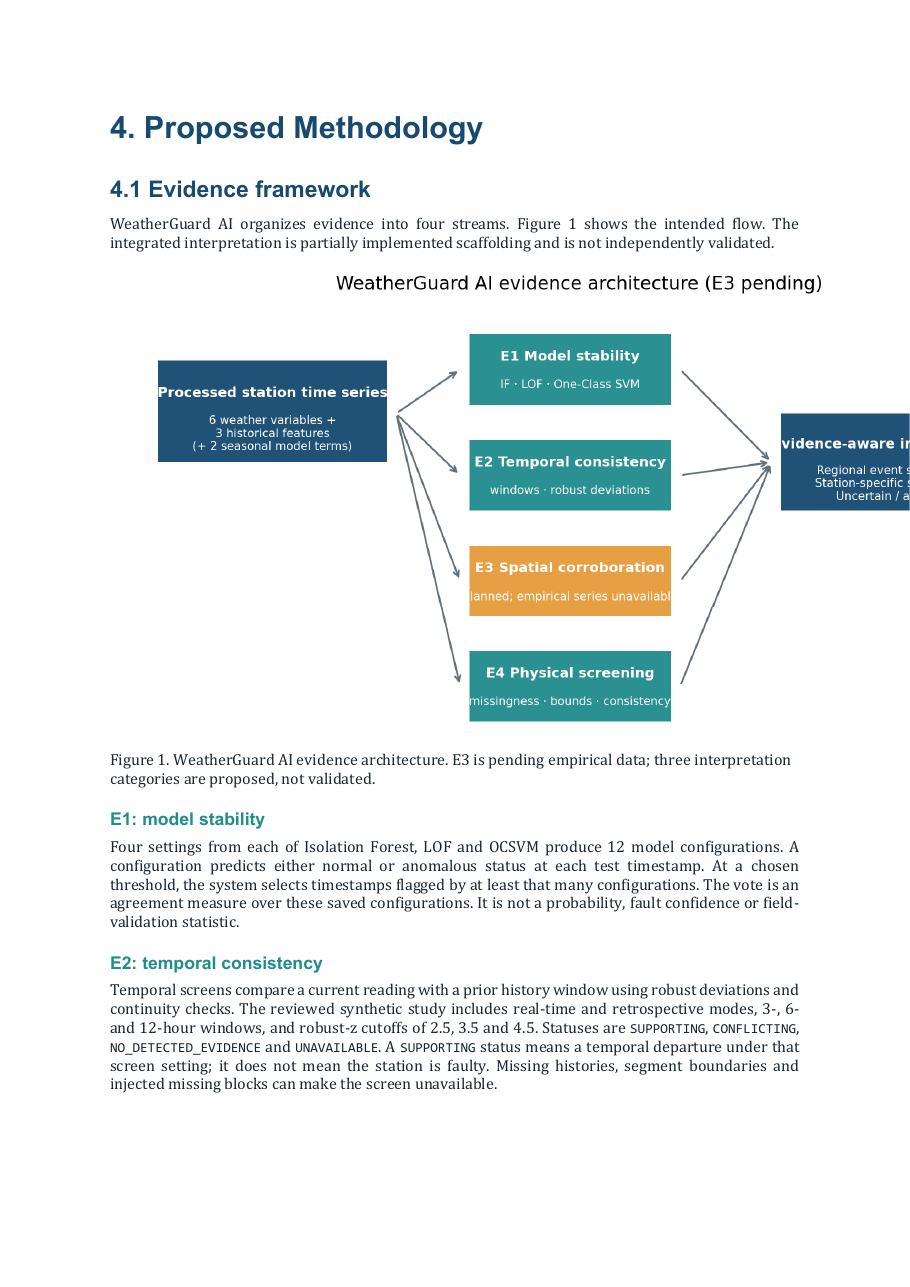 4. Proposed Methodology
4.1 Evidence framework
WeatherGuard AI organizes evidence into four streams. Figure 1 shows the intended flow. The
integrated interpretation is partially implemented scaffolding and is not independently validated.
WeatherGuard AI evidence architecture (E3 pending)
Processed station time series
6 weather variables +
3 historical features
(+ 2 seasonal model terms)
E1 Model stability
IF · LOF · One-Class SVM
E2 Temporal consistency
windows · robust deviations
E3 Spatial corroboration
lanned; empirical series unavailabl
E4 Physical screening
missingness · bounds · consistency
vidence-aware in
Regional event s
Station-specific s
Uncertain / a
Figure 1. WeatherGuard AI evidence architecture. E3 is pending empirical data; three interpretation
categories are proposed, not validated.
E1: model stability
Four settings from each of Isolation Forest, LOF and OCSVM produce 12 model configurations. A
configuration predicts either normal or anomalous status at each test timestamp. At a chosen
threshold, the system selects timestamps flagged by at least that many configurations. The vote is an
agreement measure over these saved configurations. It is not a probability, fault confidence or field-
validation statistic.
E2: temporal consistency
Temporal screens compare a current reading with a prior history window using robust deviations and
continuity checks. The reviewed synthetic study includes real-time and retrospective modes, 3-, 6-
and 12-hour windows, and robust-z cutoffs of 2.5, 3.5 and 4.5. Statuses are SUPPORTING, CONFLICTING,
NO_DETECTED_EVIDENCE and UNAVAILABLE. A SUPPORTING status means a temporal departure under that
screen setting; it does not mean the station is faulty. Missing histories, segment boundaries and
injected missing blocks can make the screen unavailable.